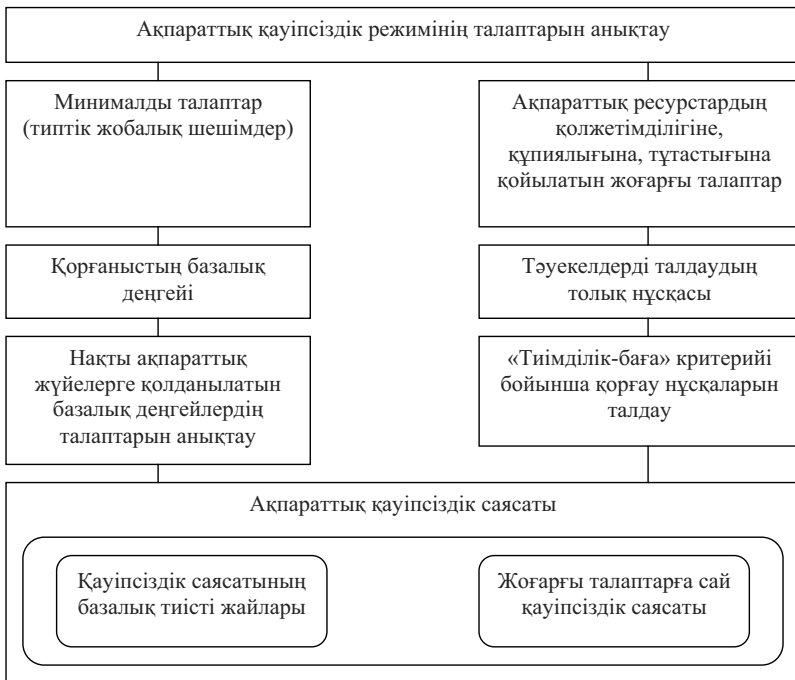 Ақпараттық қауіпсіздік режимінің талаптарын анықтау
Минималды талаптар
(типтік жобалық шешімдер)
Ақпараттық ресурстардың
қолжетімділігіне,
құпиялығына, тұтастығына
қойылатын жоғарғы талаптар
Қорғаныстың базалық
деңгейі
Тәуекелдерді талдаудың
толық нұсқасы
Нақты ақпараттық
жүйелерге қолданылатын
базалық деңгейлердің
талаптарын анықтау
«Тиімділік-баға» критерийі
бойынша қорғау нұсқаларын
талдау
Ақпараттық қауіпсіздік саясаты
Қауіпсіздік саясатының
базалық тиісті жайлары
Жоғарғы талаптарға сай
қауіпсіздік саясаты